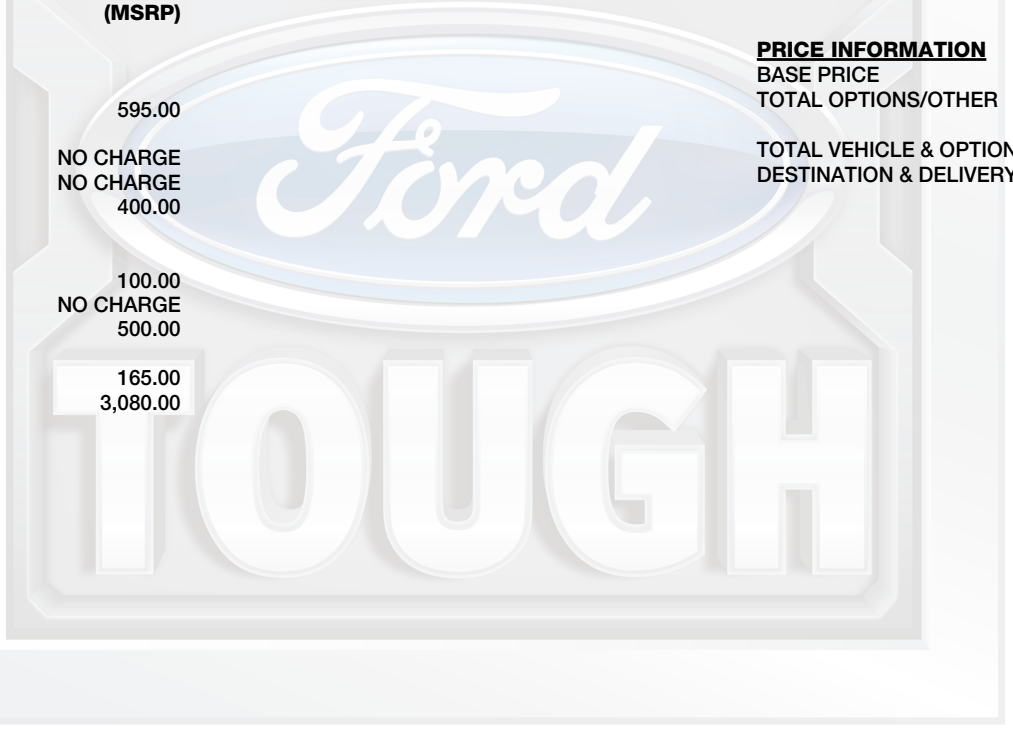 (MSRP)
595.00
NO CHARGE
NO CHARGE
400.00
100.00
NO CHARGE
500.00
165.00
3,080.00
PRICE INFORMATION
BASE PRICE
TOTAL OPTIONS/OTHER
TOTAL VEHICLE & OPTION
DESTINATION & DELIVERY
Ford
TOUGH